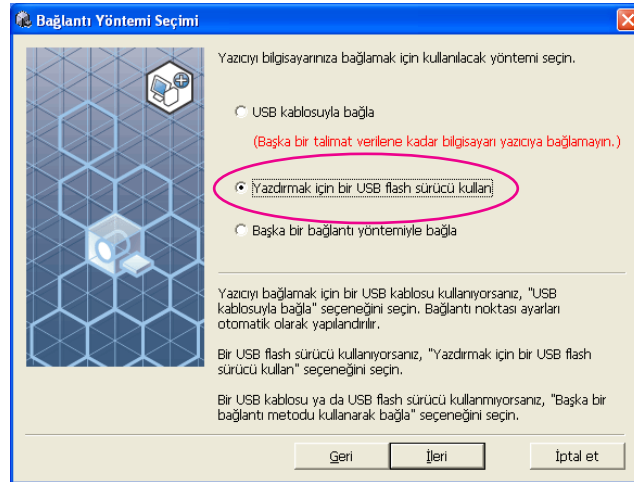 Bağlantı Yöntemi Seçimi
Yazıcıyı bilgisayarınıza bağlamak için kullanılacak yöntemi seçin.
USB kablosuyla bağla
(Başka bir talimat verilene kadar bilgisayarı yazıcıya bağlamayın.)
Yazdırmak için bir USB flash sürücü kullan
Başka bir bağlantı yöntemiyle bağla
Yazıcıyı bağlamak için bir USB kablosu kullanıyorsanız, "USB
kablosuyla bağla" seçeneğini seçin. Bağlantı noktası ayarları
otomatik olarak yapılandırılır.
Bir USB flash sürücü kullanıyorsanız, "Yazdırmak için bir USB flash
sürücü kullan" seçeneğini seçin.
Bir USB kablosu ya da USB flash sürücü kullanmıyorsanız, "Başka bir
bağlantı metodu kullanarak bağla" seçeneğini seçin.
Geri İleri İptal et